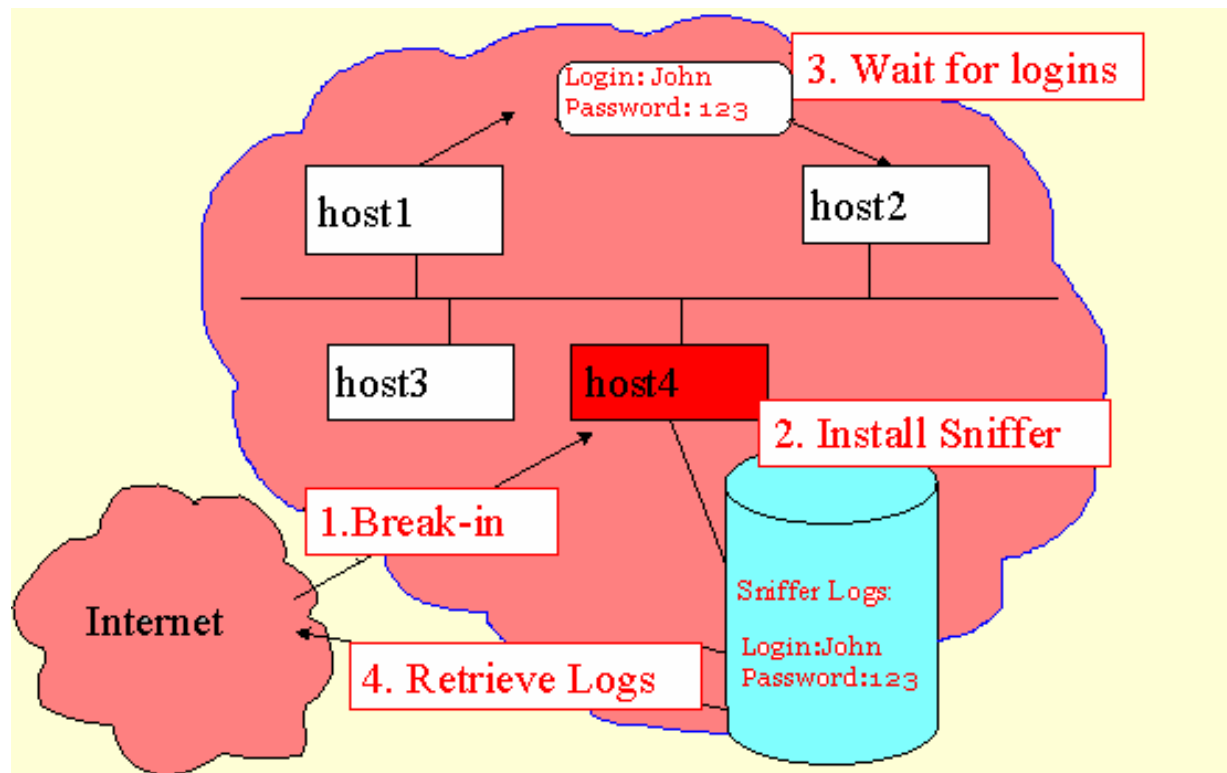 3. Wait for logins
Login: John
Password: 123
host1
host2
host3
host4
2. Install Sniffer
1.Break-in
Sniffer Logs:
Internet
Login:John
4. Retrieve Logs
Password:123